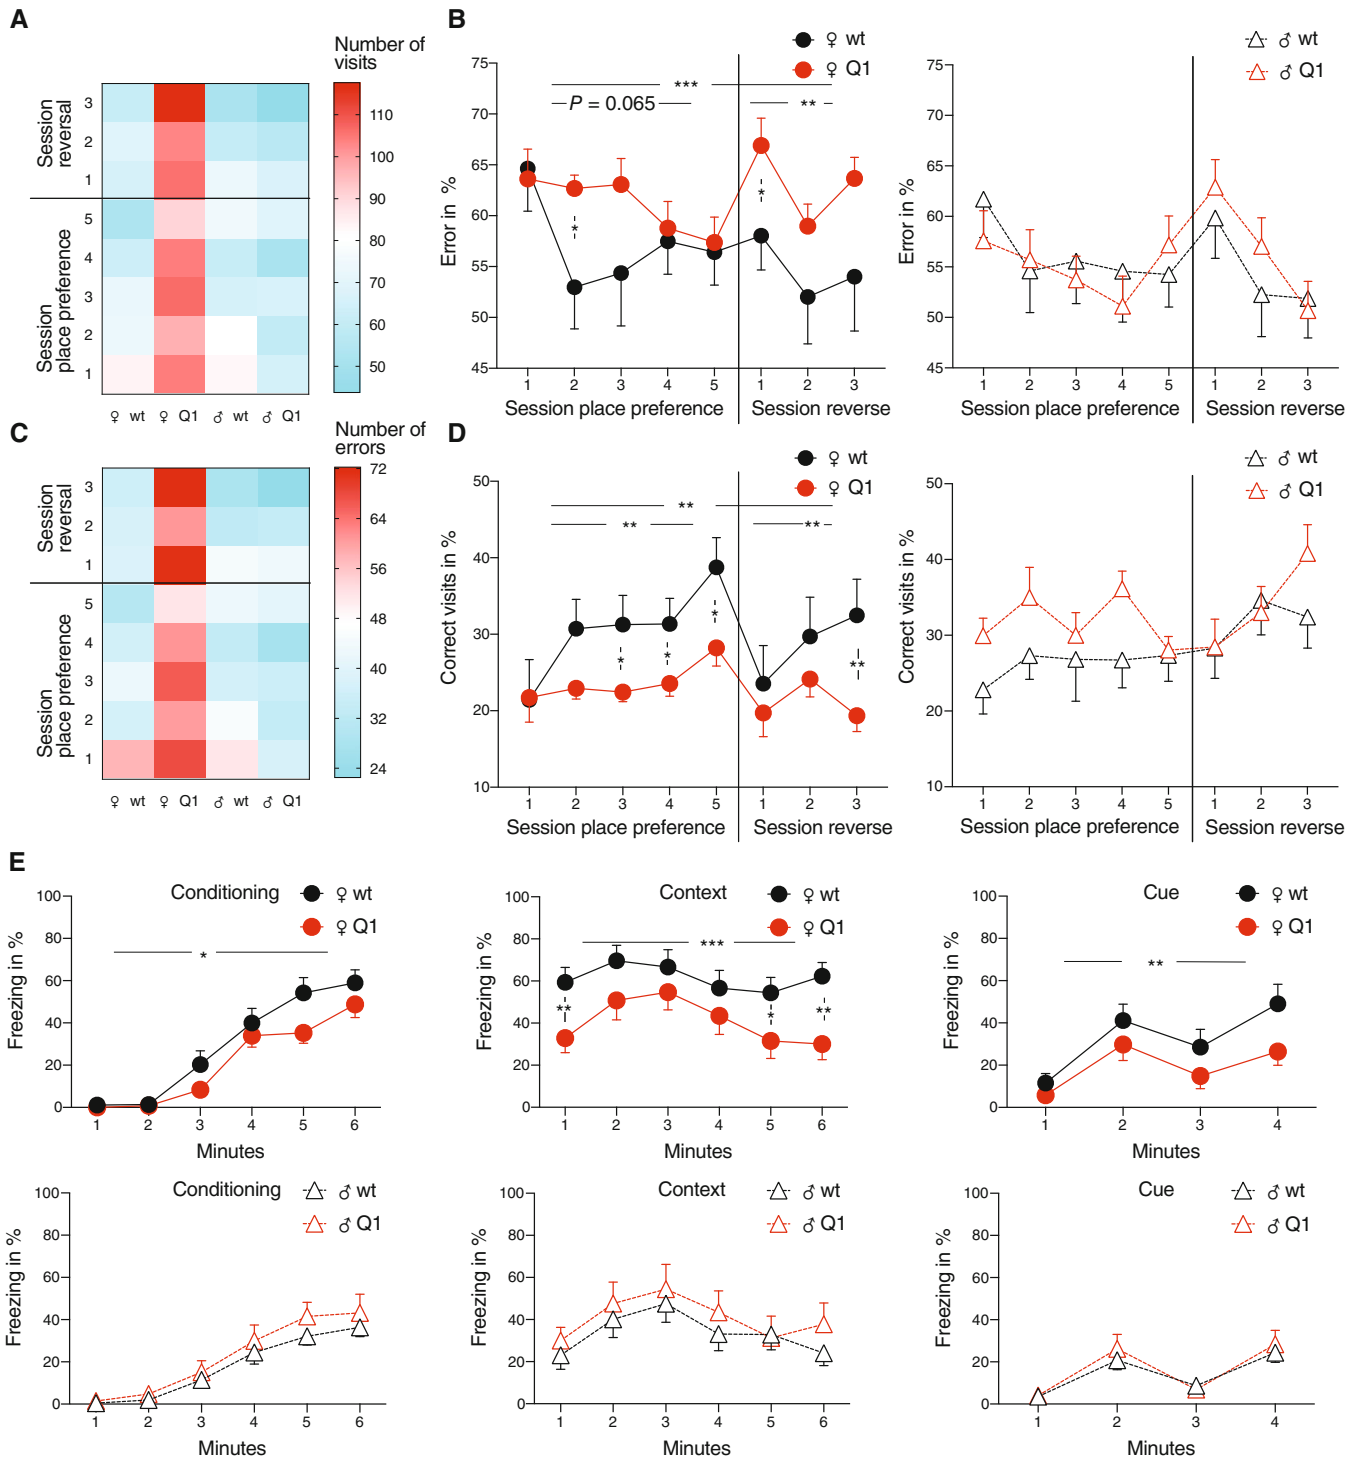 A
Number of
visits
Session
reversal
3
2
1
Session
place preference
5
4
3
2
1
110
100
90
80
70
60
50
♀ wt ♀ Q1 ♂ wt ♂ Q1
B
♀ wt
♀ Q1
***
P = 0.065
**
*
*
Error in %
75
70
65
60
55
50
45
1 2 3 4 5 1 2 3
Session place preference Session reverse
♂ wt
♂ Q1
Error in %
75
70
65
60
55
50
45
1 2 3 4 5 1 2 3
Session place preference Session reverse
C
Number of
errors
Session
reversal
3
2
1
Session
place preference
5
4
3
2
1
72
64
56
48
40
32
24
♀ wt ♀ Q1 ♂ wt ♂ Q1
D
♀ wt
♀ Q1
**
** **
* * * **
Correct visits in %
50
40
30
20
10
1 2 3 4 5 1 2 3
Session place preference Session reverse
♂ wt
♂ Q1
Correct visits in %
50
40
30
20
10
1 2 3 4 5 1 2 3
Session place preference Session reverse
E
Conditioning
♀ wt
♀ Q1
*
Freezing in %
100
80
60
40
20
0
1 2 3 4 5 6
Minutes
Context
♀ wt
♀ Q1
***
** * **
Freezing in %
100
80
60
40
20
0
1 2 3 4 5 6
Minutes
Cue
♀ wt
♀ Q1
**
Freezing in %
100
80
60
40
20
0
1 2 3 4
Minutes
Conditioning
♂ wt
♂ Q1
Freezing in %
100
80
60
40
20
0
1 2 3 4 5 6
Minutes
Context
♂ wt
♂ Q1
Freezing in %
100
80
60
40
20
0
1 2 3 4 5 6
Minutes
Cue
♂ wt
♂ Q1
Freezing in %
100
80
60
40
20
0
1 2 3 4
Minutes